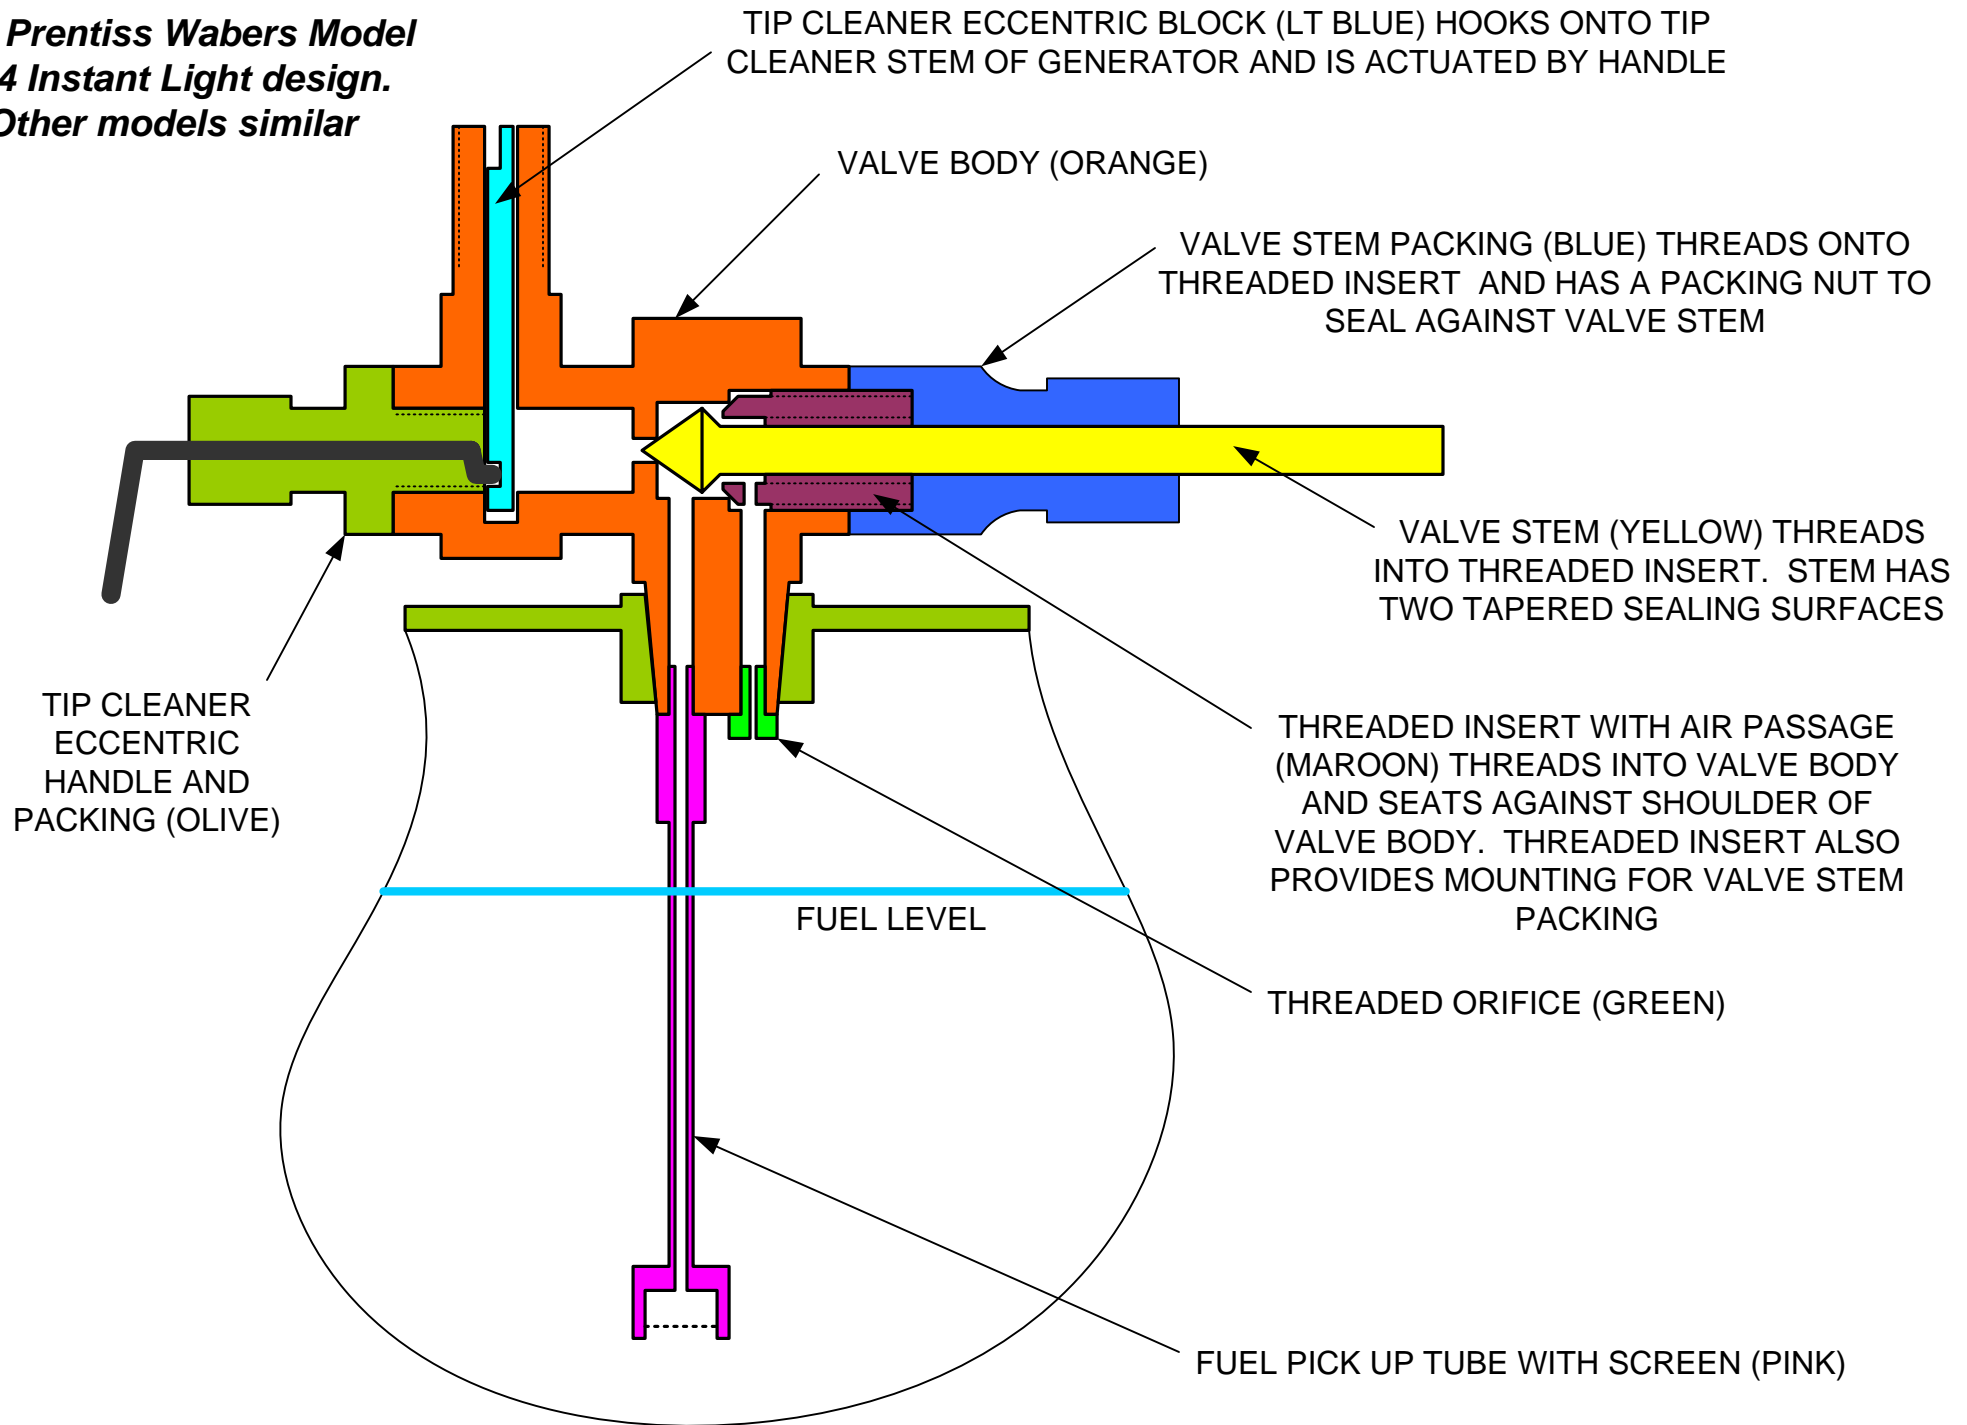 Prentiss Wabers Model
4 Instant Light design.
Other models similar
TIP CLEANER ECCENTRIC BLOCK (LT BLUE) HOOKS ONTO TIP
CLEANER STEM OF GENERATOR AND IS ACTUATED BY HANDLE
VALVE BODY (ORANGE)
VALVE STEM PACKING (BLUE) THREADS ONTO
THREADED INSERT AND HAS A PACKING NUT TO
SEAL AGAINST VALVE STEM
VALVE STEM (YELLOW) THREADS
INTO THREADED INSERT. STEM HAS
TWO TAPERED SEALING SURFACES
TIP CLEANER
ECCENTRIC
HANDLE AND
PACKING (OLIVE)
THREADED INSERT WITH AIR PASSAGE
(MAROON) THREADS INTO VALVE BODY
AND SEATS AGAINST SHOULDER OF
VALVE BODY. THREADED INSERT ALSO
PROVIDES MOUNTING FOR VALVE STEM
PACKING
FUEL LEVEL
THREADED ORIFICE (GREEN)
FUEL PICK UP TUBE WITH SCREEN (PINK)